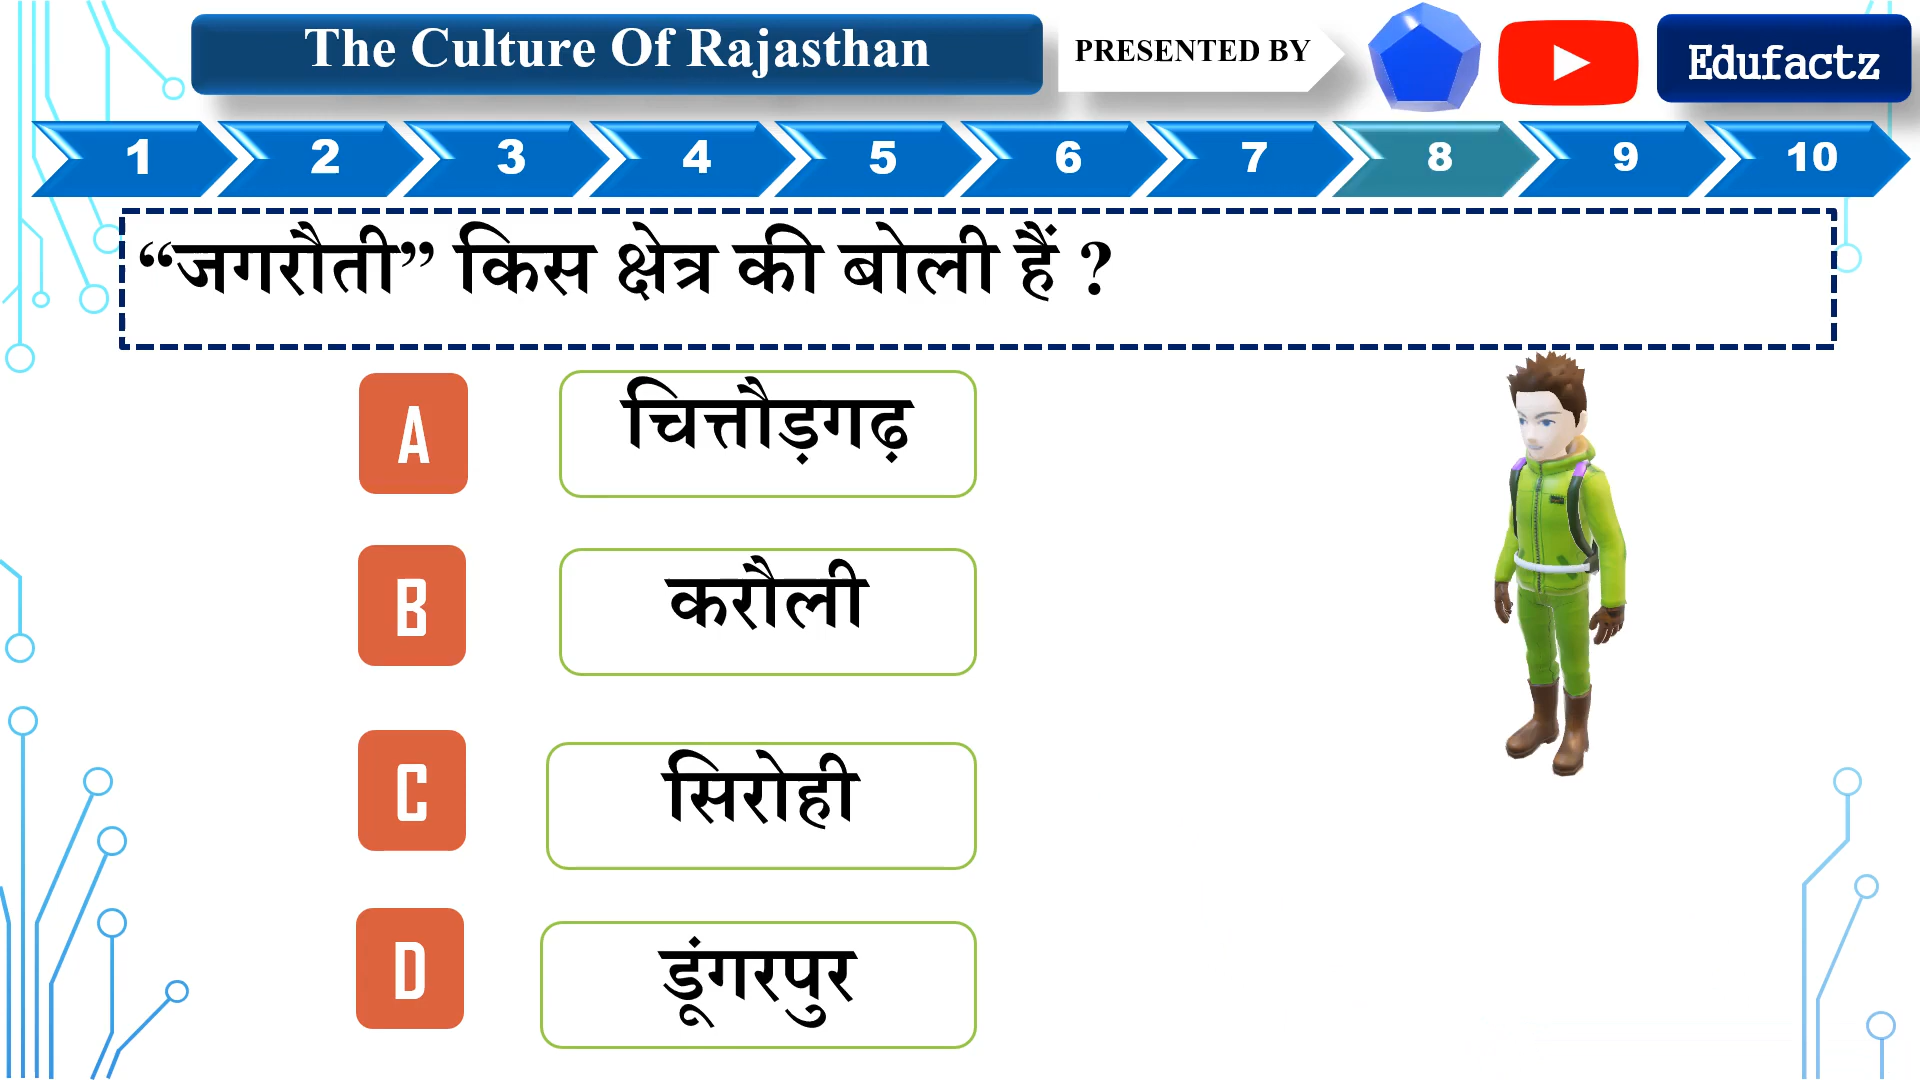 The Culture Of Rajasthan
PRESENTED BY
Edufactz
1 2 3 4 5 6 7 8 9 10
“जगरौती” किस क्षेत्र की बोली हैं ?
A चित्तौड़गढ़
B करौली
C सिरोही
D डूंगरपुर